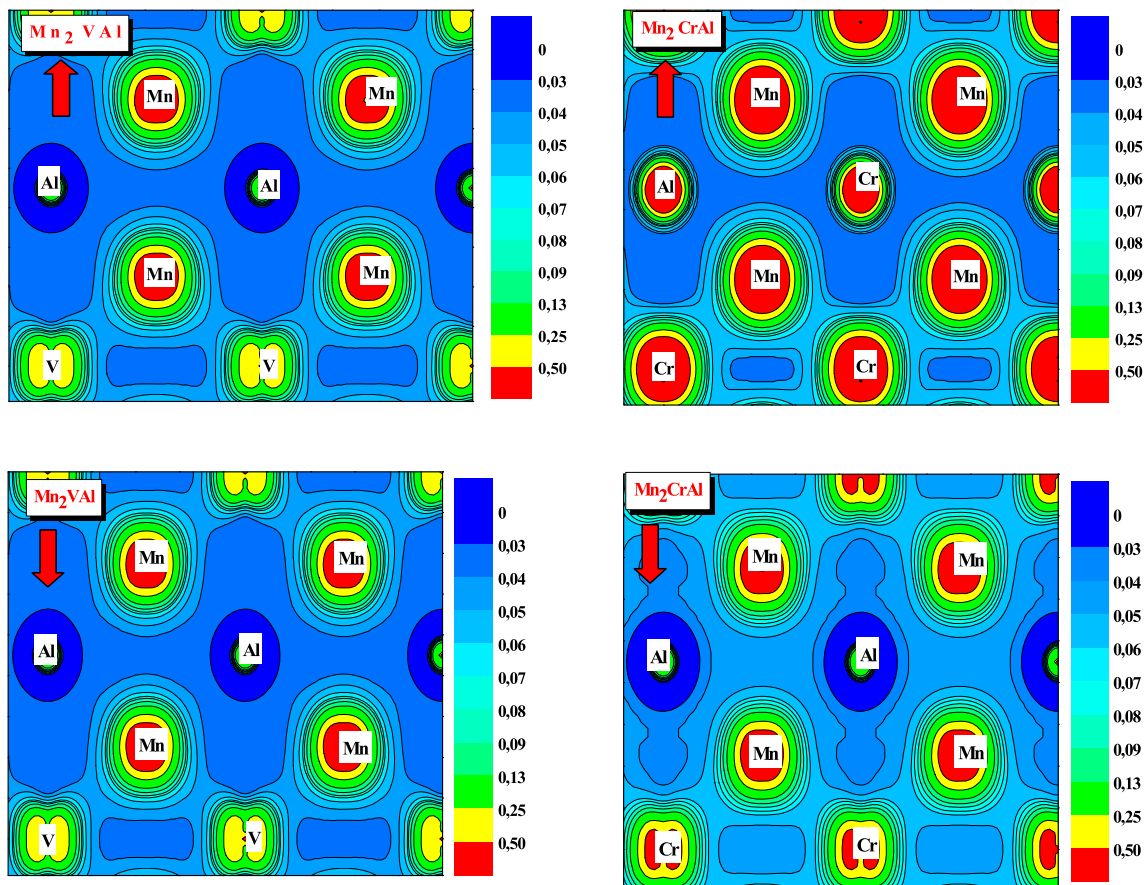 Mn2 VAl
Mn
Mn
Al
Al
Mn
Mn
V
V
0
0,03
0,04
0,05
0,06
0,07
0,08
0,09
0,13
0,25
0,50
Mn2 CrAl
Mn
Mn
Al
Cr
Mn
Mn
Cr
Cr
0
0,03
0,04
0,05
0,06
0,07
0,08
0,09
0,13
0,25
0,50
Mn2VAl
Mn
Mn
Al
Al
Mn
Mn
V
V
0
0,03
0,04
0,05
0,06
0,07
0,08
0,09
0,13
0,25
0,50
Mn2CrAl
Mn
Mn
Al
Al
Mn
Mn
Cr
Cr
0
0,03
0,04
0,05
0,06
0,07
0,08
0,09
0,13
0,25
0,50